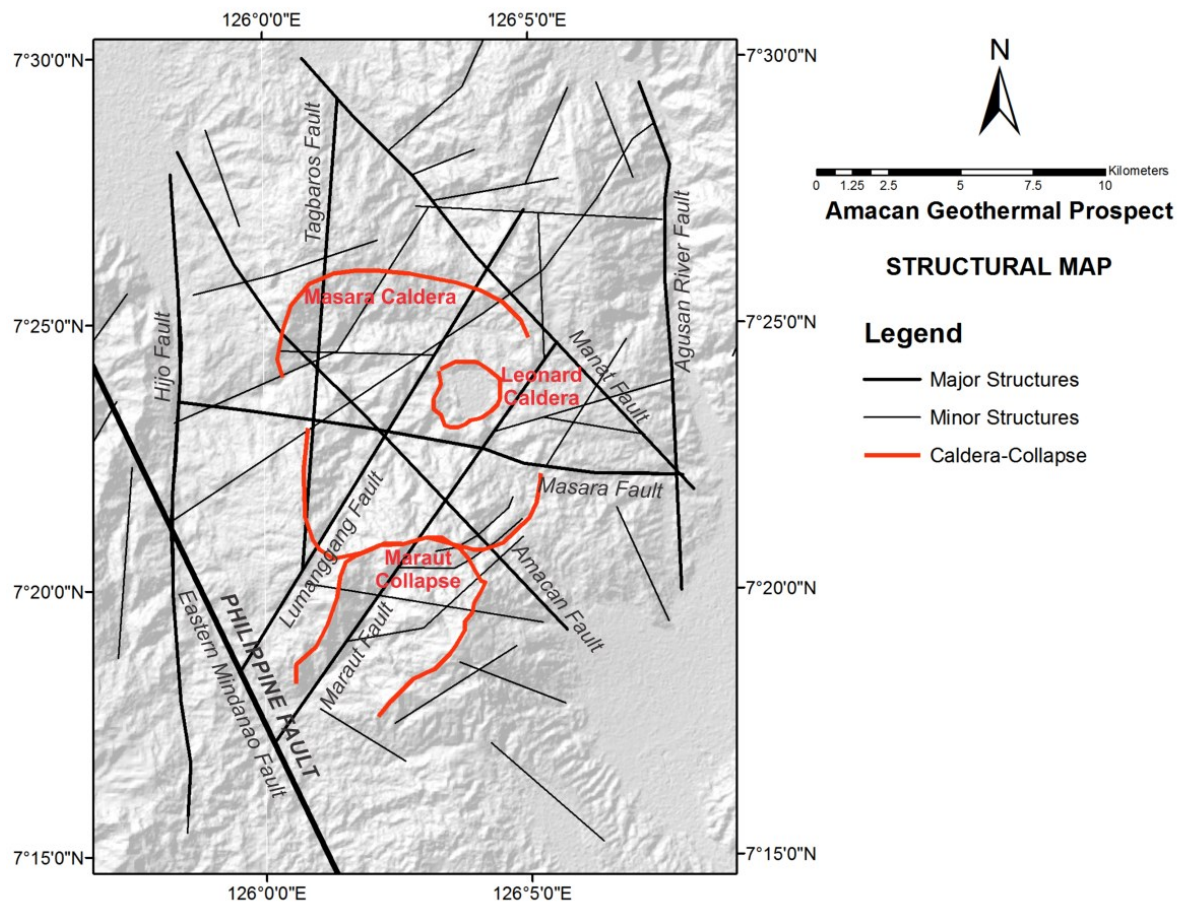 126°0'0"E
126°5'0"E
7°30'0"N
7°30'0"N
Tagbaros Fault
Agusan River Fault
Masara Caldera
7°25'0"N
7°25'0"N
Hijo Fault
Manat Fault
Leonard
Caldera
Masara Fault
Lumanggang Fault
Maraut
Collapse
Amacan Fault
7°20'0"N
7°20'0"N
Maraut Fault
PHILIPPINE FAULT
Eastern Mindanao Fault
7°15'0"N
7°15'0"N
126°0'0"E
126°5'0"E
N
Kilometers
0 1.25 2.5 5 7.5 10
Amacan Geothermal Prospect
STRUCTURAL MAP
Legend
Major Structures
Minor Structures
Caldera-Collapse